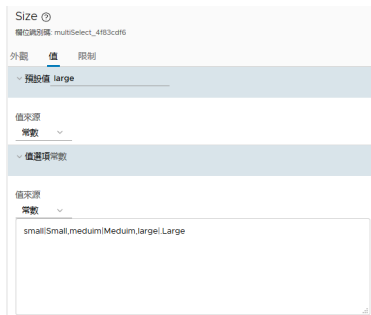 Size
欄位識別碼: multiSelect_4f83cdf6
外觀 值 限制
預設值 large
值來源
常數
值選項常數
值來源
常數
small|Small,meduim|Meduim,large|.Large